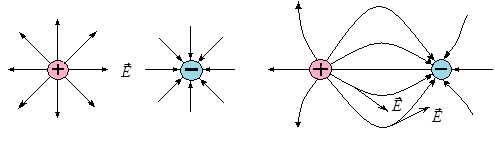 + E⃗ − + −
E⃗
E⃗